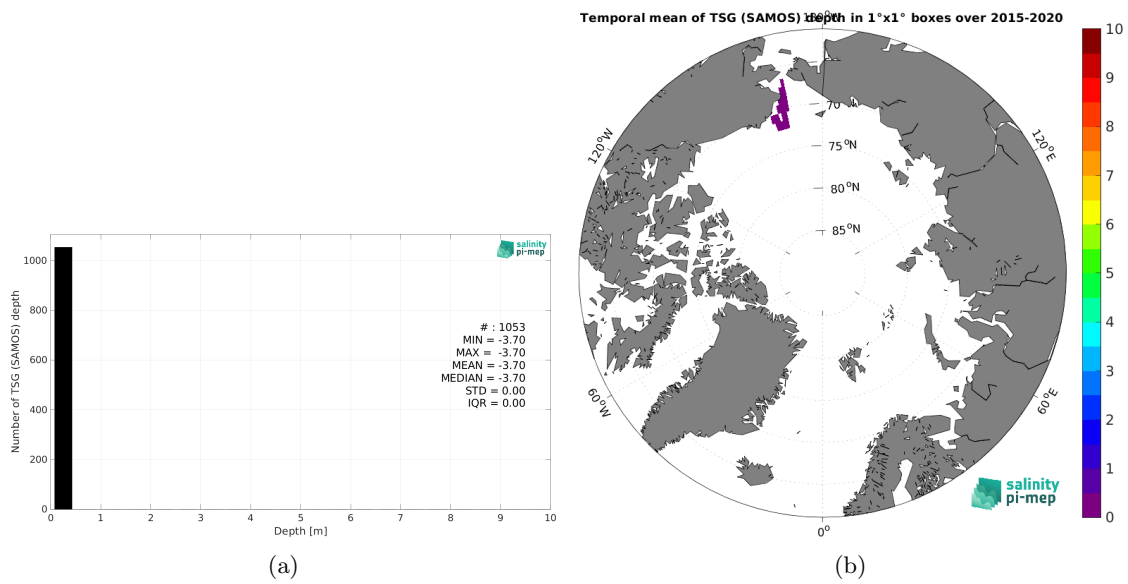 salinity
pi-mep
Number of TSG (SAMOS) depth
1000
800
600
400
200
0
# : 1053
MIN = -3.70
MAX = -3.70
MEAN = -3.70
MEDIAN = -3.70
STD = 0.00
IQR = 0.00
0 1 2 3 4 5 6 7 8 9 10
Depth [m]
(a)
Temporal mean of TSG (SAMOS) depth in 1°x1° boxes over 2015-2020
180°W
120°W
120°E
70°N
75°N
80°N
85°N
60°W
60°E
0°
10
9
8
7
6
5
4
3
2
1
0
salinity
pi-mep
(b)